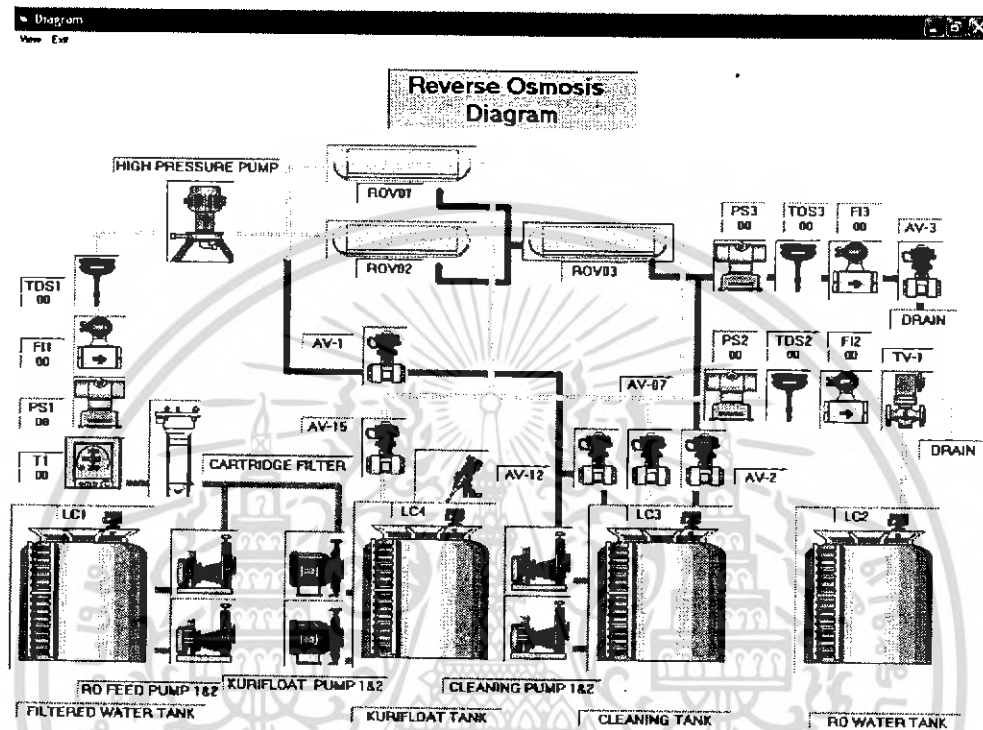 Diagram
View Exit
Reverse Osmosis
Diagram
HIGH PRESSURE PUMP
ROV01
ROV02
ROV03
PS3
00
TDS3
00
FI3
00
AV-3
DRAIN
TDS1
00
FI1
00
PS1
00
T1
00
AV-1
AV-15
CARTRIDGE FILTER
AV-12
AV-07
AV-2
PS2
00
TDS2
00
FI2
00
TV-1
DRAIN
LC1
LC4
LC3
LC2
RO FEED PUMP 1&2
KURIFLOAT PUMP 1&2
CLEANING PUMP 1&2
FILTERED WATER TANK
KURIFLOAT TANK
CLEANING TANK
RO WATER TANK